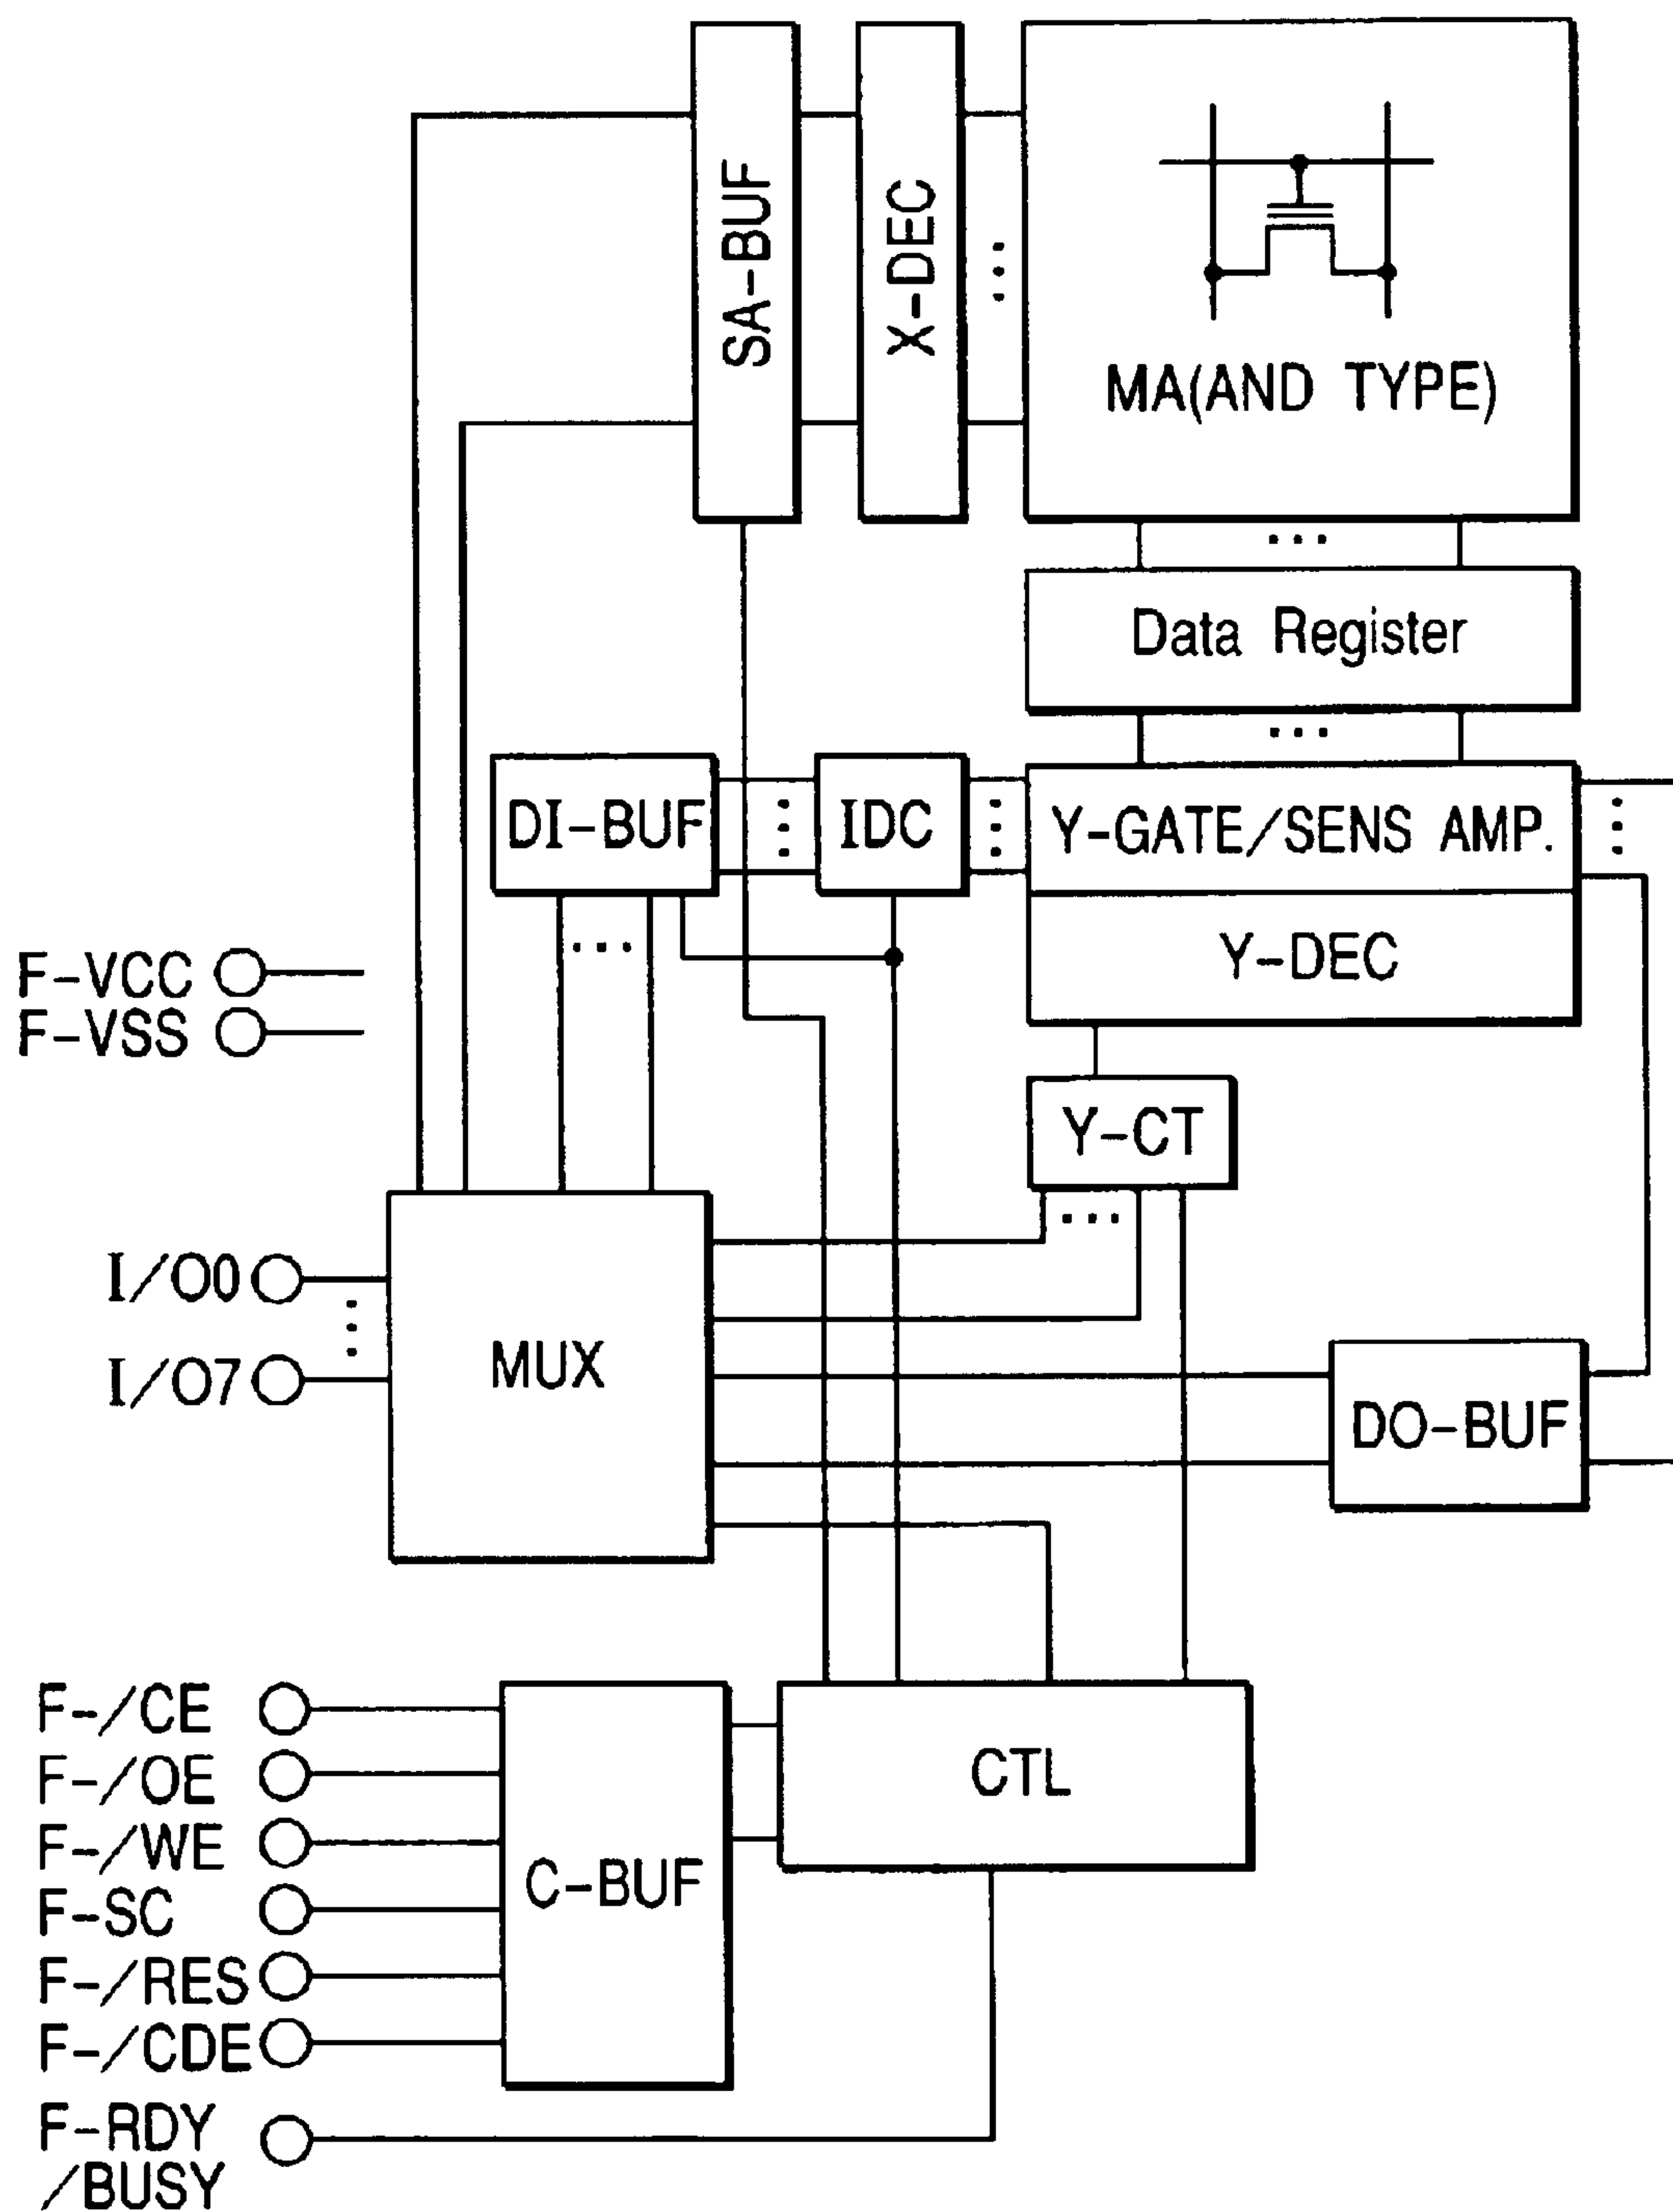 SA-BUF
X-DEC
MA(AND TYPE)
Data Register
DI-BUF
IDC
Y-GATE/SENS AMP.
Y-DEC
F-VCC
F-VSS
Y-CT
I/O0
I/O7
MUX
DO-BUF
F-/CE
F-/OE
F-/WE
F-SC
F-/RES
F-/CDE
F-RDY
/BUSY
C-BUF
CTL